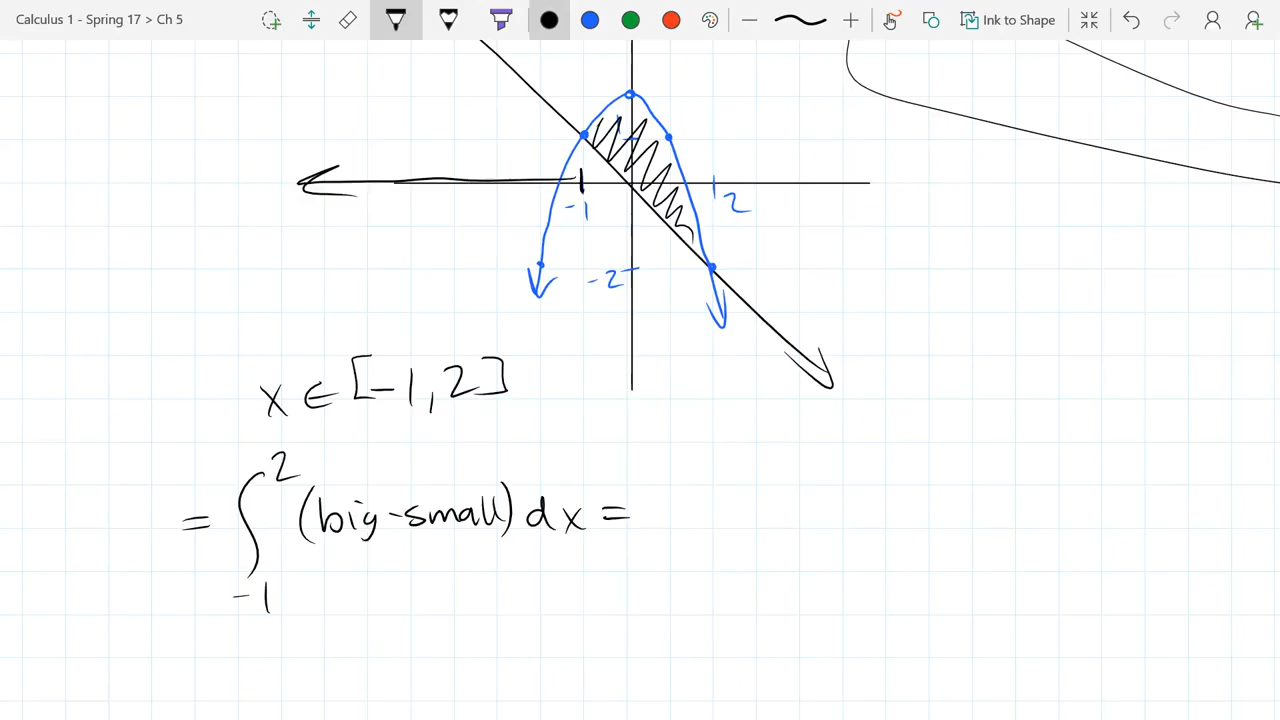 Calculus 1 - Spring 17 > Ch 5
Ink to Shape
-1
2
-2
x ∈ [-1, 2]
= ∫_{-1}^{2} (big-small) dx =